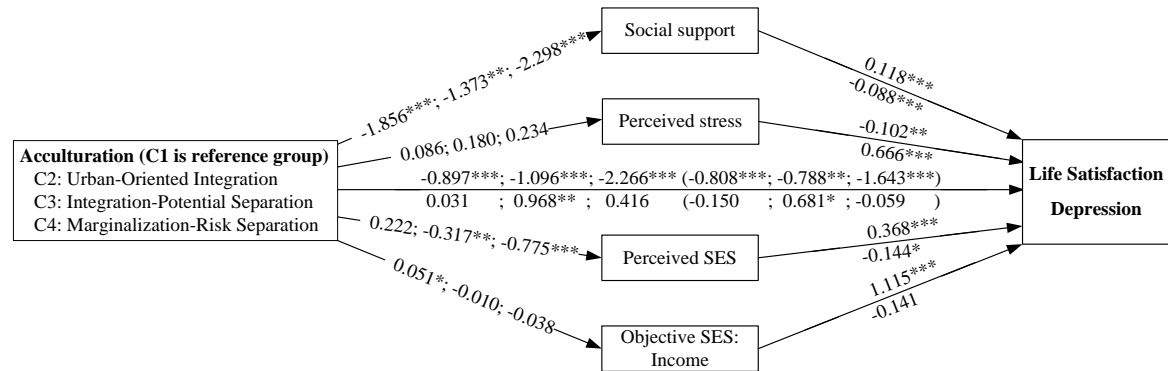 Social support
-1.856***; -1.373**; -2.298***
0.118***
-0.088***
Perceived stress
0.086; 0.180; 0.234
-0.102**
0.666***
Acculturation (C1 is reference group)
C2: Urban-Oriented Integration
C3: Integration-Potential Separation
C4: Marginalization-Risk Separation
-0.897***; -1.096***; -2.266*** (-0.808***; -0.788**; -1.643***)
0.031 ; 0.968** ; 0.416 (-0.150 ; 0.681* ; -0.059 )
Life Satisfaction
Depression
0.222; -0.317**; -0.775***
Perceived SES
0.368***
-0.144*
0.051*; -0.010; -0.038
Objective SES:
Income
1.115***
-0.141